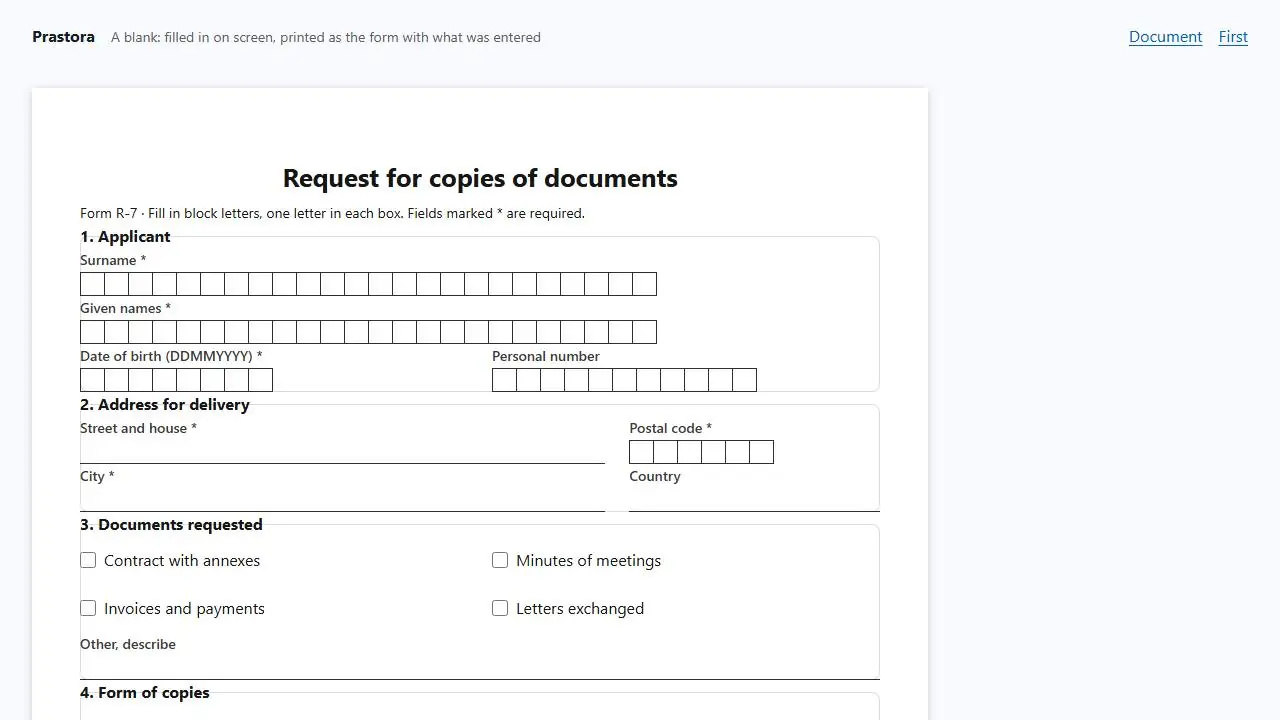 Prastora A blank: filled in on screen, printed as the form with what was entered Document First
Request for copies of documents
Form R-7 · Fill in block letters, one letter in each box. Fields marked * are required.
1. Applicant
Surname *
Given names *
Date of birth (DDMMYYYY) * Personal number
2. Address for delivery
Street and house * Postal code *
City * Country
3. Documents requested
Contract with annexes Minutes of meetings
Invoices and payments Letters exchanged
Other, describe
4. Form of copies